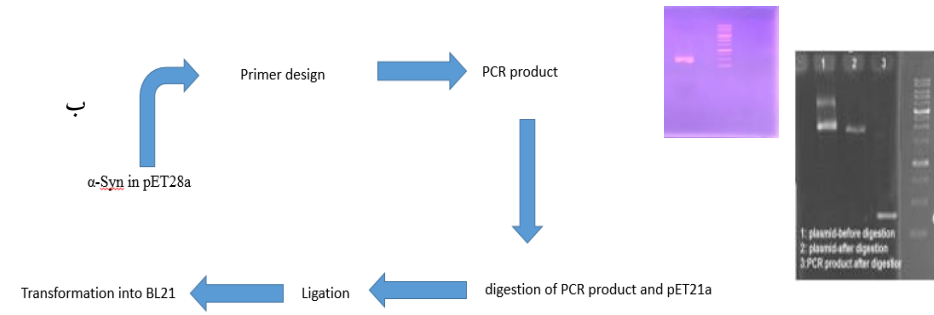 Primer design
PCR product
ب
α-Syn in pET28a
digestion of PCR product and pET21a
Ligation
Transformation into BL21
1 2 3
1: plasmid-before digestion
2: plasmid-after digestion
3:PCR product after digestion